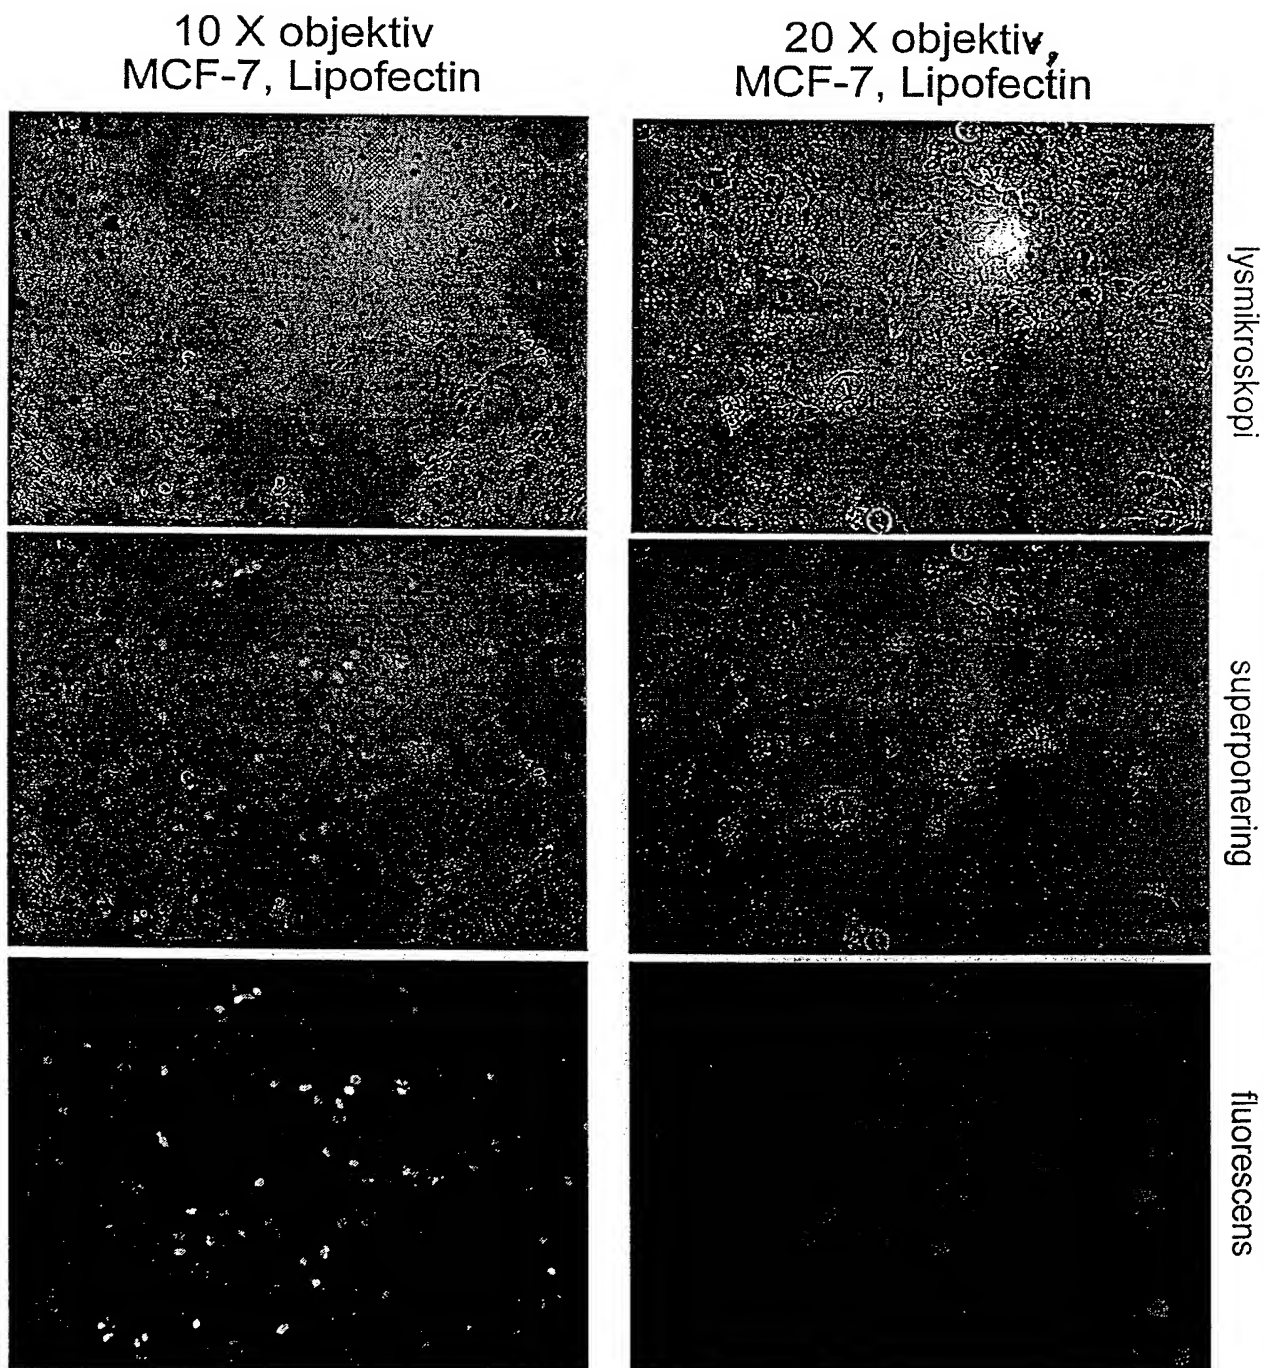 10 X objektiv
MCF-7, Lipofectin
20 X objektiv,
MCF-7, Lipofectin
lysmikroskopi
superponering
fluorescens